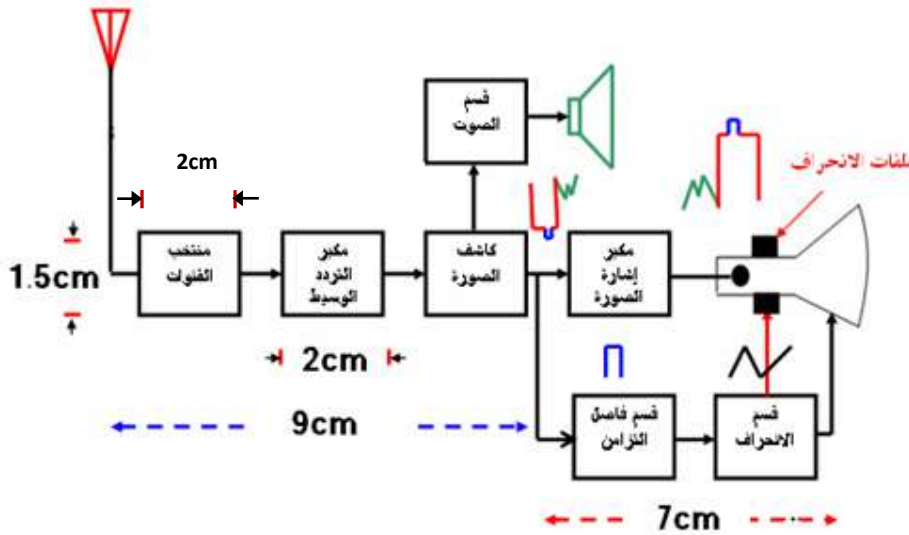 قسم
الصوت
2cm
ملفات الانحراف
منتخب
القنوات
مكبر
التردد
الوسيط
كاشف
الصورة
مكبر
إشارة
الصورة
1.5cm
2cm
9cm
قسم فاصل
التزامن
قسم
الانحراف
7cm